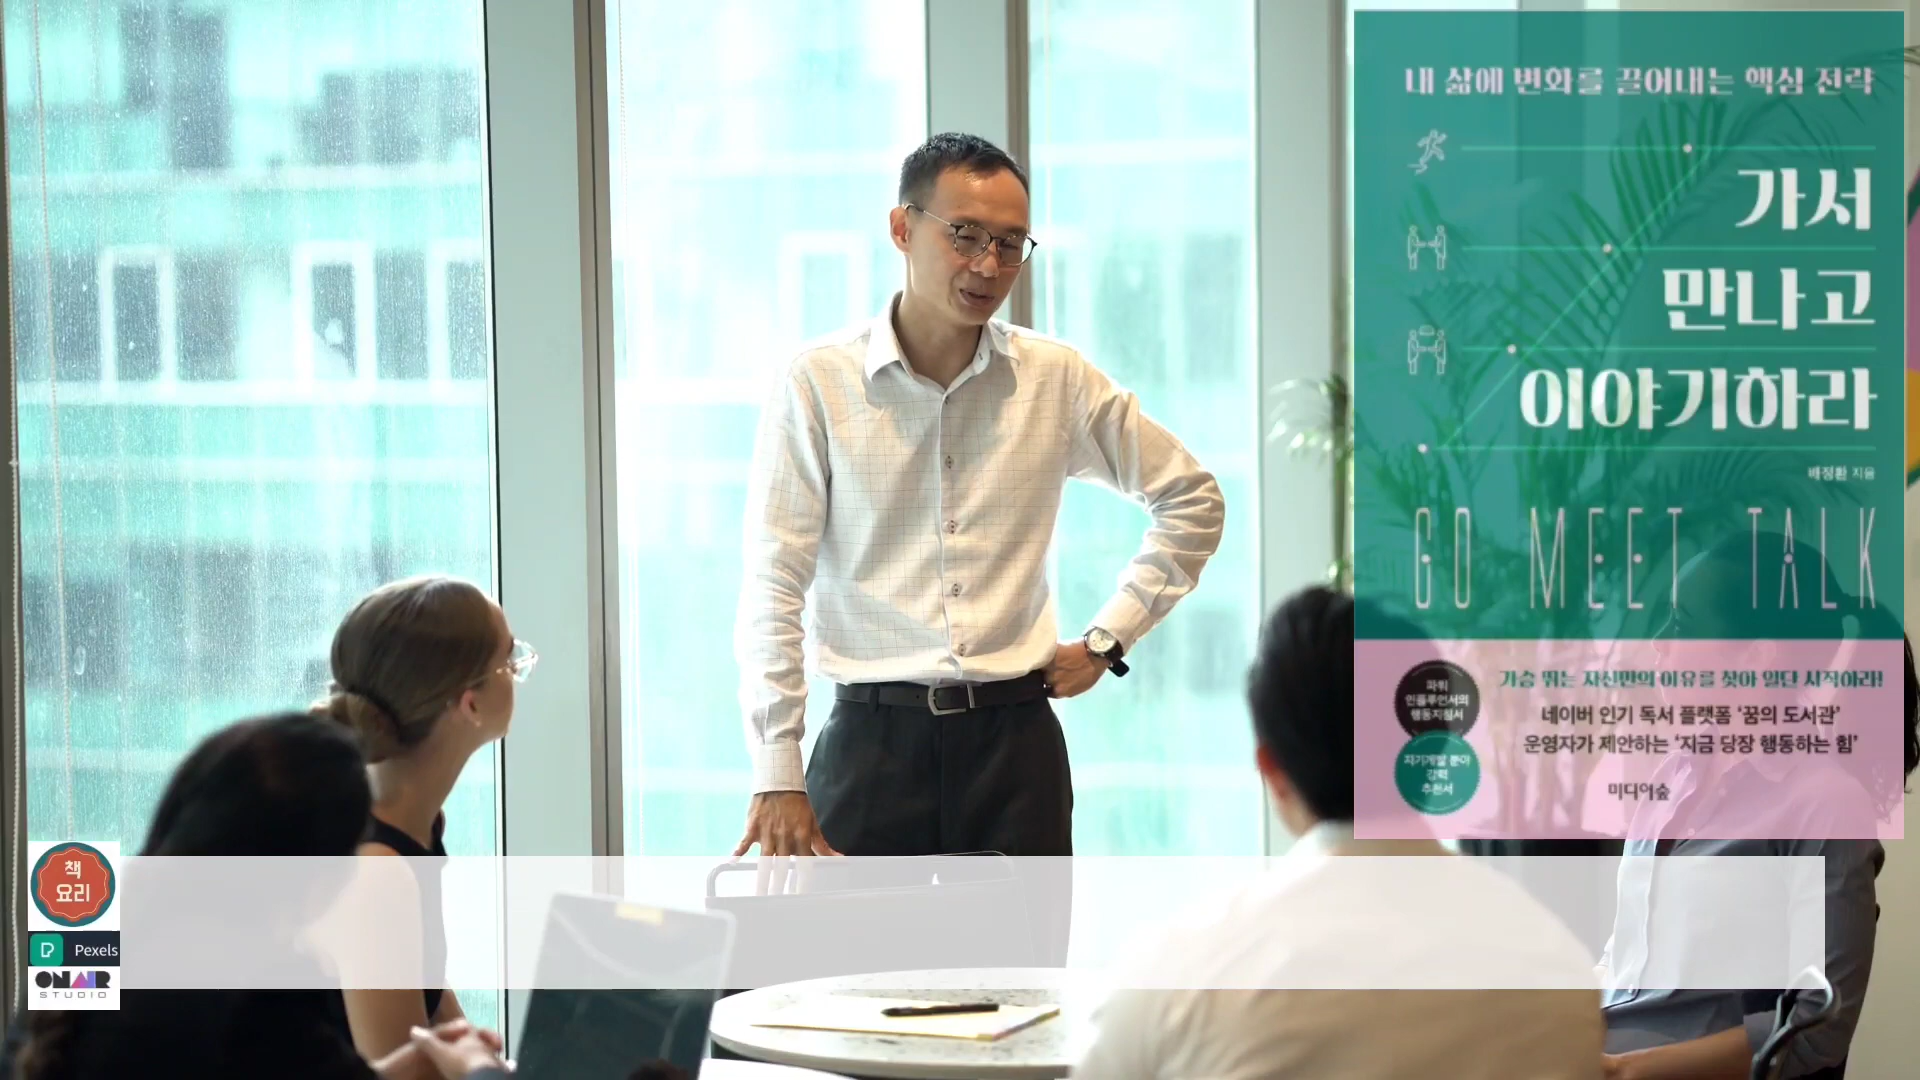 내 삶에 변화를 끌어내는 핵심 전략
가서
만나고
이야기하라
배정환 지음
GO MEET TALK
파워
인플루언서의
행동지침서
가슴 뛰는 자신만의 이유를 찾아 일단 시작하라!
네이버 인기 독서 플랫폼 ‘꿈의 도서관’
운영자가 제안하는 ‘지금 당장 행동하는 힘’
자기계발 분야
강력
추천서
미디어숲
책
요리
Pexels
ON AIR
STUDIO